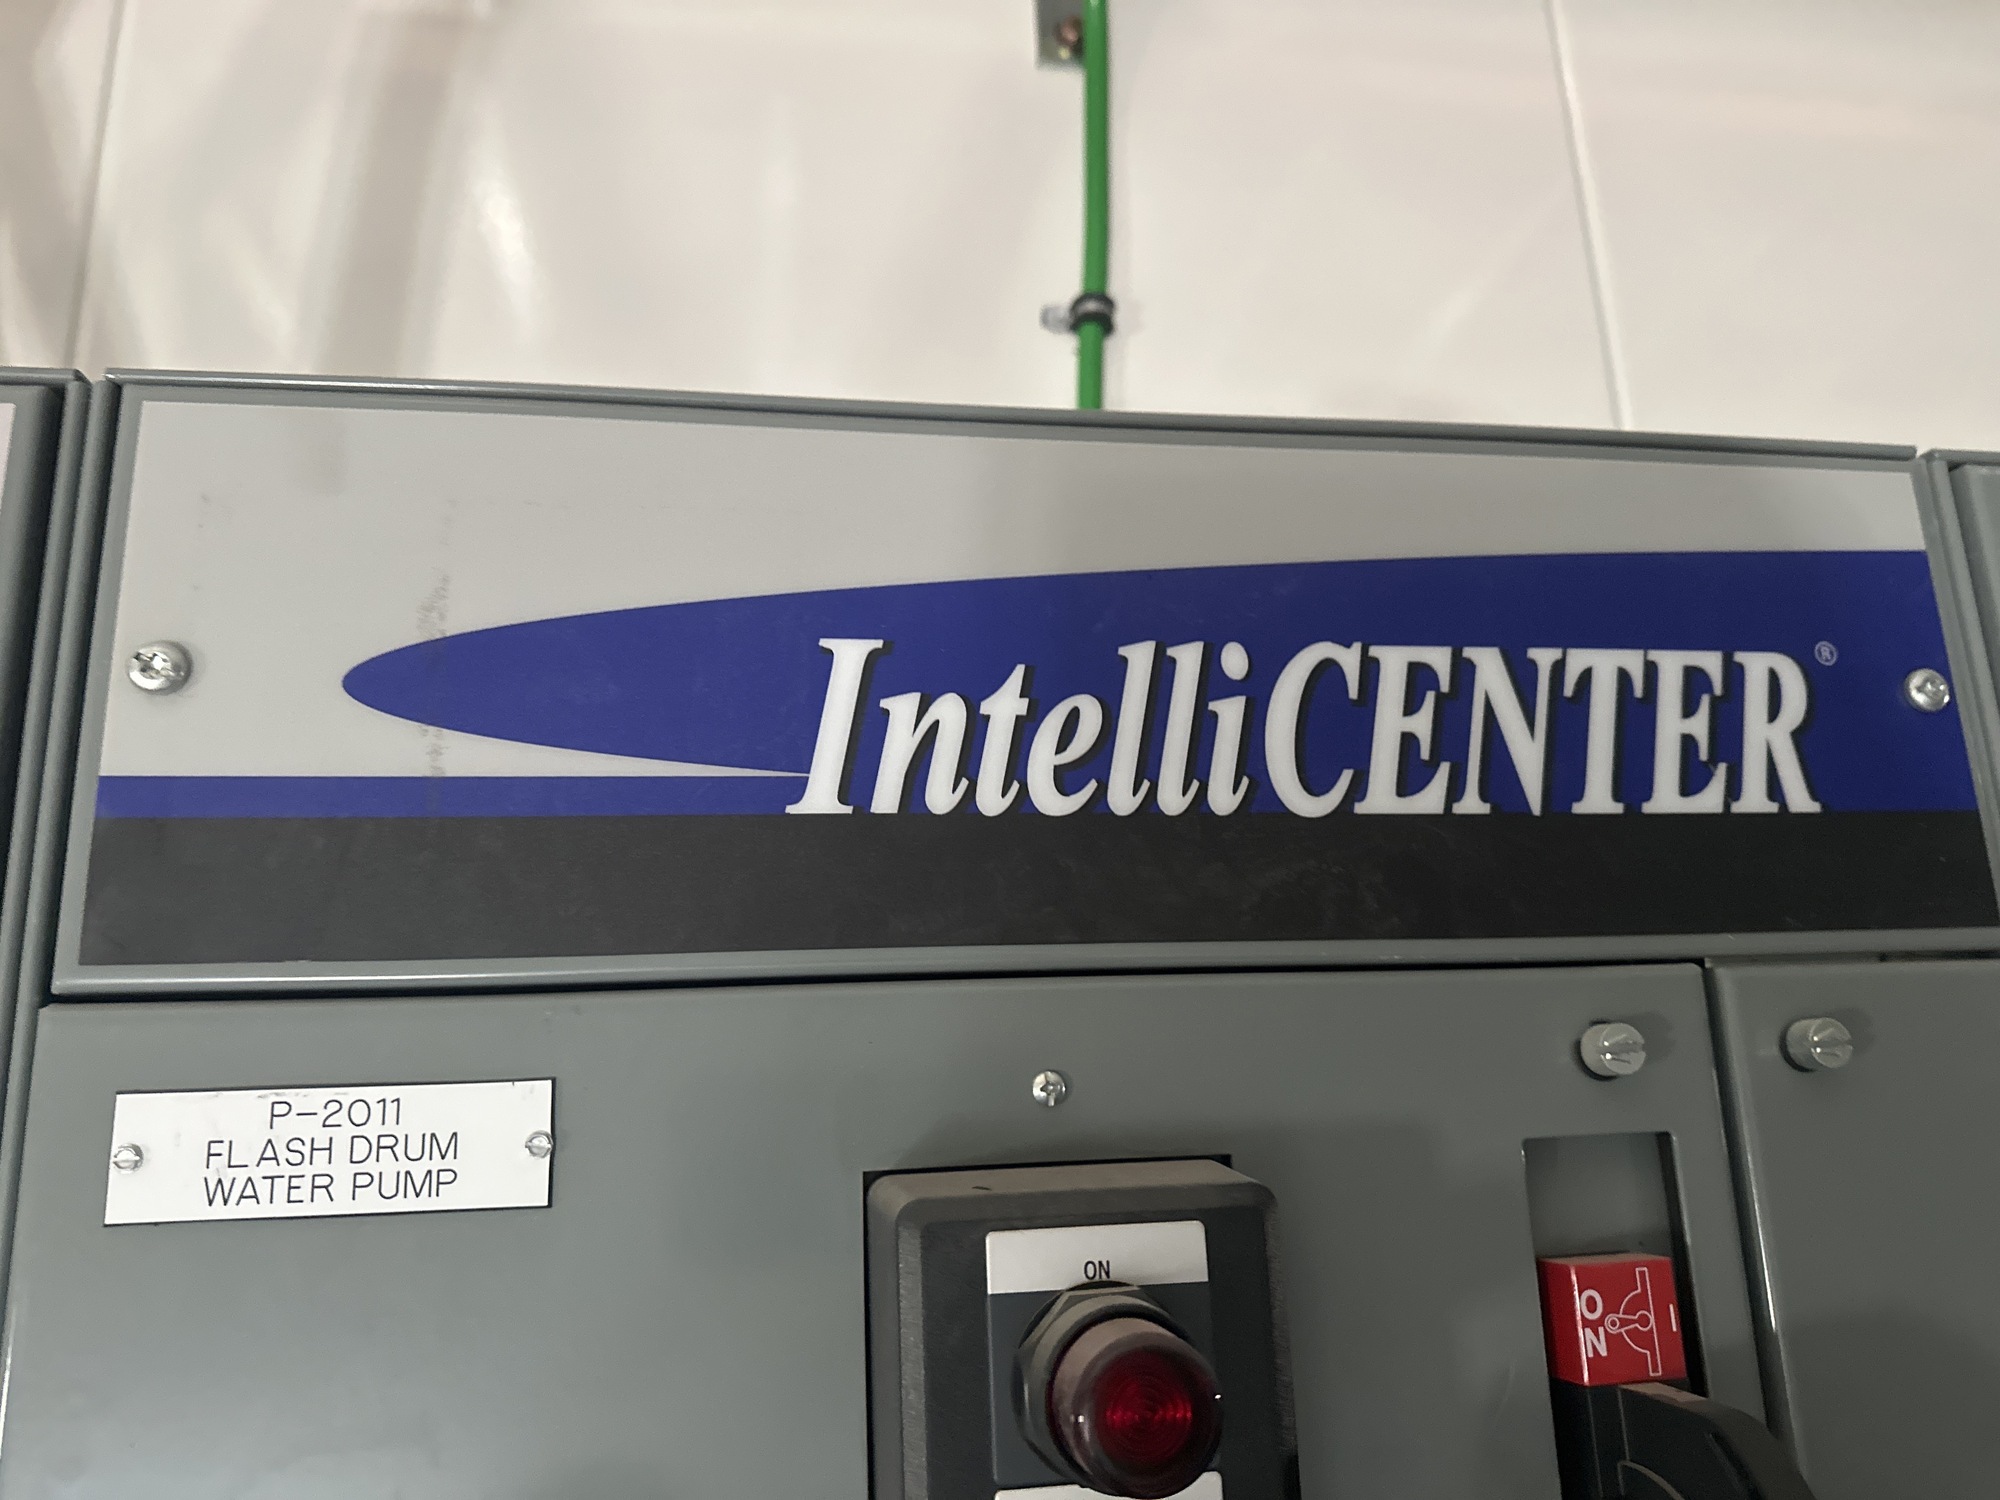 IntelliCENTER®
P-2011
FLASH DRUM
WATER PUMP
ON
ON